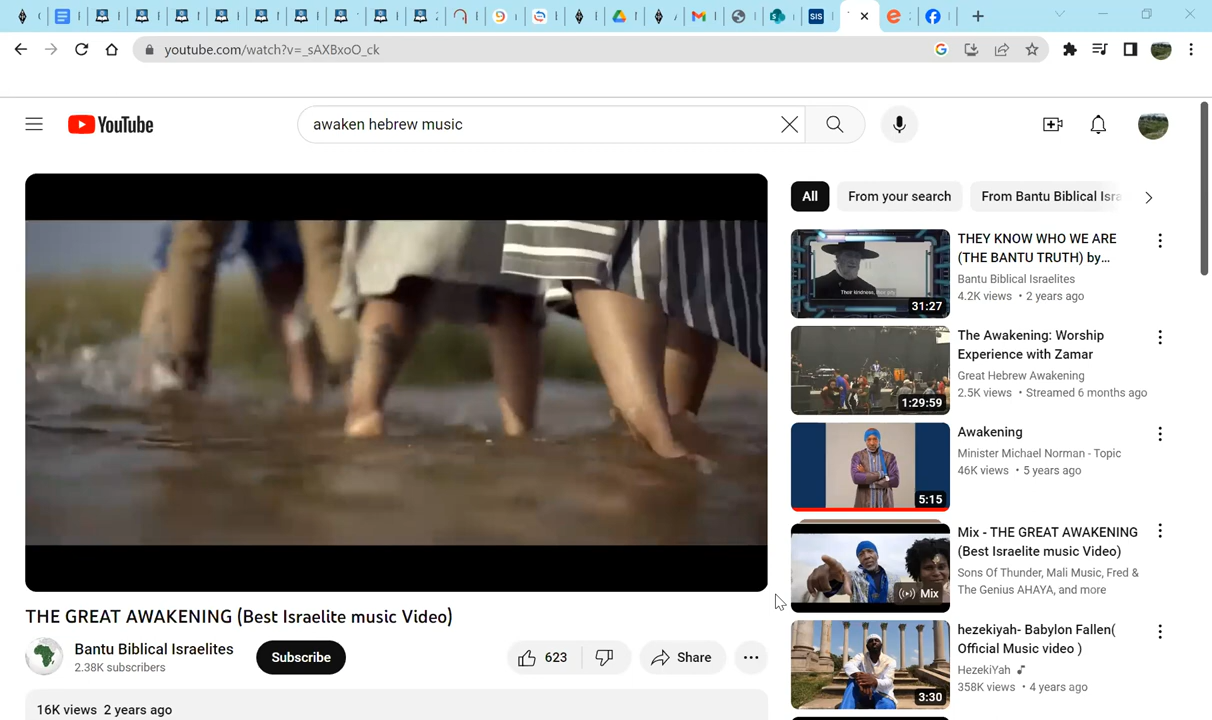 SIS
youtube.com/watch?v=_sAXBxoO_ck
YouTube
awaken hebrew music
All
From your search
From Bantu Biblical Isra
THEY KNOW WHO WE ARE
(THE BANTU TRUTH) by...
Bantu Biblical Israelites
4.2K views • 2 years ago
31:27
The Awakening: Worship
Experience with Zamar
Great Hebrew Awakening
2.5K views • Streamed 6 months ago
1:29:59
Awakening
Minister Michael Norman - Topic
46K views • 5 years ago
5:15
Mix - THE GREAT AWAKENING
(Best Israelite music Video)
Sons Of Thunder, Mali Music, Fred &
The Genius AHAYA, and more
Mix
hezekiyah- Babylon Fallen(
Official Music video )
HezekiYah
358K views • 4 years ago
3:30
THE GREAT AWAKENING (Best Israelite music Video)
Bantu Biblical Israelites
2.38K subscribers
Subscribe
623
Share
16K views 2 years ago